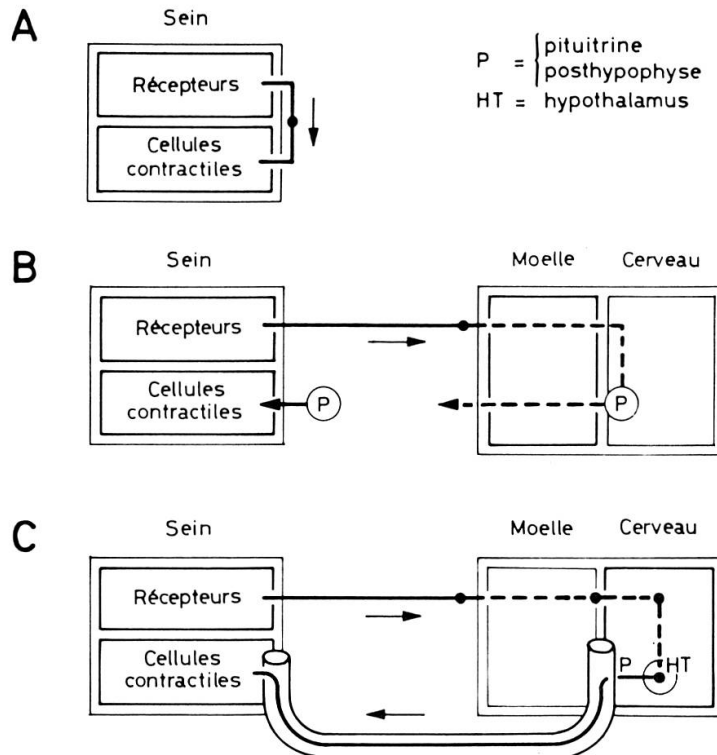 A
Sein
Récepteurs
Cellules
contractiles
P = { pituitrine
posthypophyse
HT = hypothalamus
B
Sein
Moelle Cerveau
Récepteurs
Cellules
contractiles
P
P
C
Sein
Moelle Cerveau
Récepteurs
Cellules
contractiles
P HT